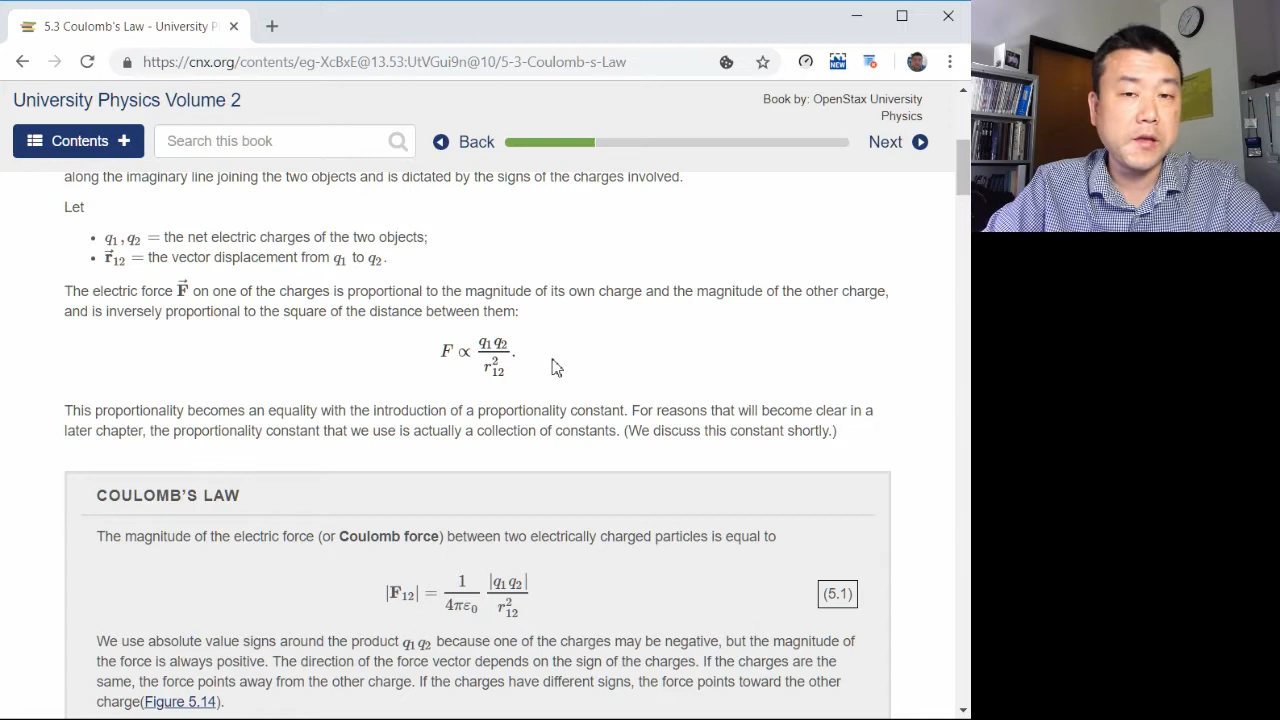 5.3 Coulomb's Law - University P
https://cnx.org/contents/eg-XcBxE@13.53:UtVGui9n@10/5-3-Coulomb-s-Law
NEW
University Physics Volume 2
Book by: OpenStax University
Physics
Contents +
Search this book
Back
Next
along the imaginary line joining the two objects and is dictated by the signs of the charges involved.
Let
• q₁, q₂ = the net electric charges of the two objects;
• r⃗₁₂ = the vector displacement from q₁ to q₂.
The electric force F⃗ on one of the charges is proportional to the magnitude of its own charge and the magnitude of the other charge,
and is inversely proportional to the square of the distance between them:
F ∝ q₁q₂ / r₁₂².
This proportionality becomes an equality with the introduction of a proportionality constant. For reasons that will become clear in a
later chapter, the proportionality constant that we use is actually a collection of constants. (We discuss this constant shortly.)
COULOMB'S LAW
The magnitude of the electric force (or Coulomb force) between two electrically charged particles is equal to
|F₁₂| = 1 / 4πε₀ |q₁q₂| / r₁₂²
(5.1)
We use absolute value signs around the product q₁q₂ because one of the charges may be negative, but the magnitude of
the force is always positive. The direction of the force vector depends on the sign of the charges. If the charges are the
same, the force points away from the other charge. If the charges have different signs, the force points toward the other
charge(Figure 5.14).